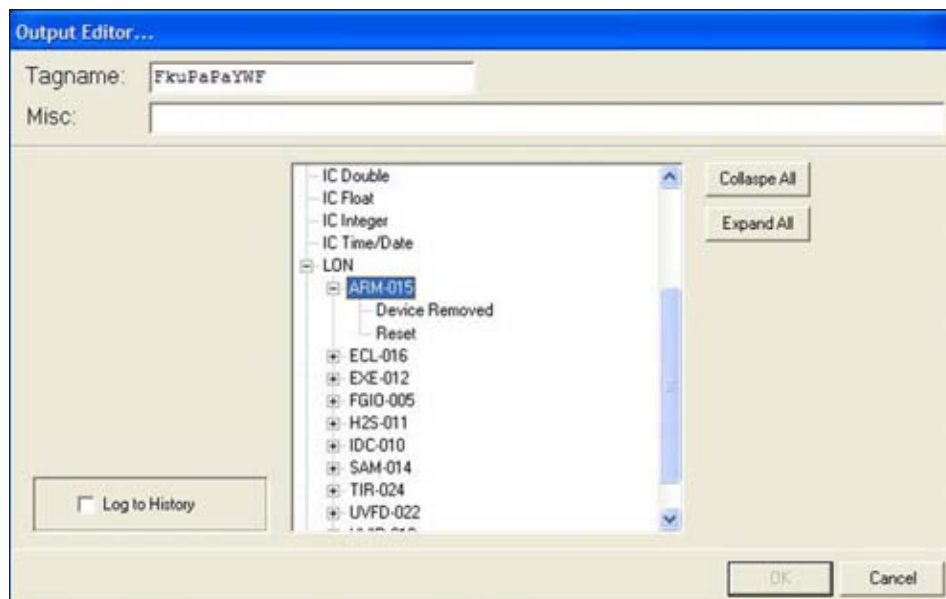 Output Editor...
Tagname: FkuPaPaYWF
Misc:
IC Double
IC Float
IC Integer
IC Time/Date
LON
ARM-015
Device Removed
Reset
ECL-016
EXE-012
FGIO-005
H2S-011
IDC-010
SAM-014
TIR-024
UVFD-022
Collaspe All
Expand All
Log to History
OK
Cancel